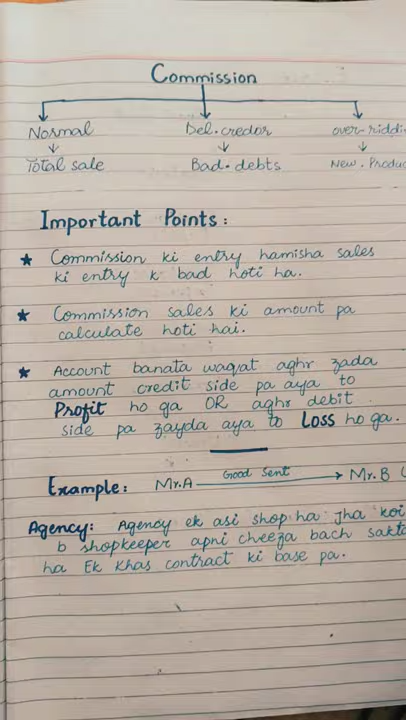 Commission
Normal Del.credor over-riddi
Total sale Bad.debts New.Produc
Important Points:
★ Commission ki entry hamisha sales
ki entry k bad hoti ha.
★ Commission sales ki amount pa
calculate hoti hai.
★ Account banata waqat aghr zada
amount credit side pa aya to
Profit ho ga OR aghr debit
side pa zayda aya to Loss ho ga.
Example: Mr.A Good Sent Mr.B (
Agency: Agency ek asi shop ha Jha koi
b shopkeeper apni cheeza bach sakta
ha Ek Khas contract ki base pa.